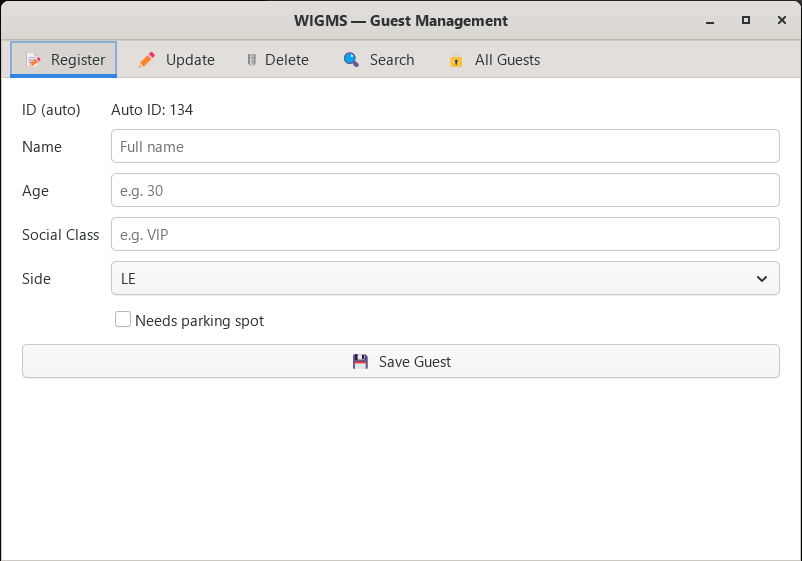 WIGMS — Guest Management
Register Update Delete Search All Guests
ID (auto) Auto ID: 134
Name Full name
Age e.g. 30
Social Class e.g. VIP
Side LE
Needs parking spot
Save Guest